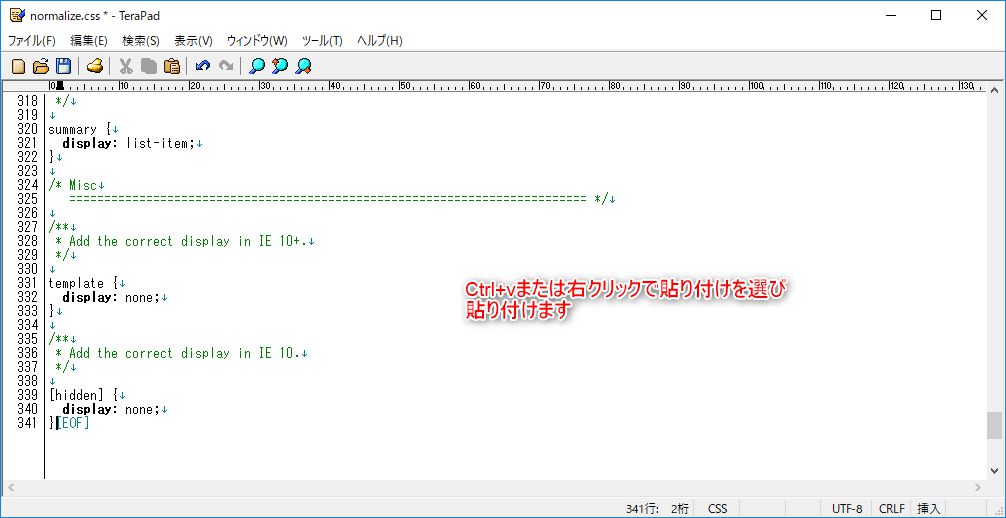 normalize.css * - TeraPad
ファイル(F) 編集(E) 検索(S) 表示(V) ウィンドウ(W) ツール(T) ヘルプ(H)
0 10 20 30 40 50 60 70 80 90 100 110 120 130
318 */↓
319 ↓
320 summary {↓
321   display: list-item;↓
322 }↓
323 ↓
324 /* Misc↓
325    ========================================================================== */↓
326 ↓
327 /**↓
328  * Add the correct display in IE 10+.↓
329  */↓
330 ↓
331 template {↓
332   display: none;↓
333 }↓
334 ↓
335 /**↓
336  * Add the correct display in IE 10.↓
337  */↓
338 ↓
339 [hidden] {↓
340   display: none;↓
341 }[EOF]
Ctrl+vまたは右クリックで貼り付けを選び
貼り付けます
341行: 2桁 CSS UTF-8 CRLF 挿入